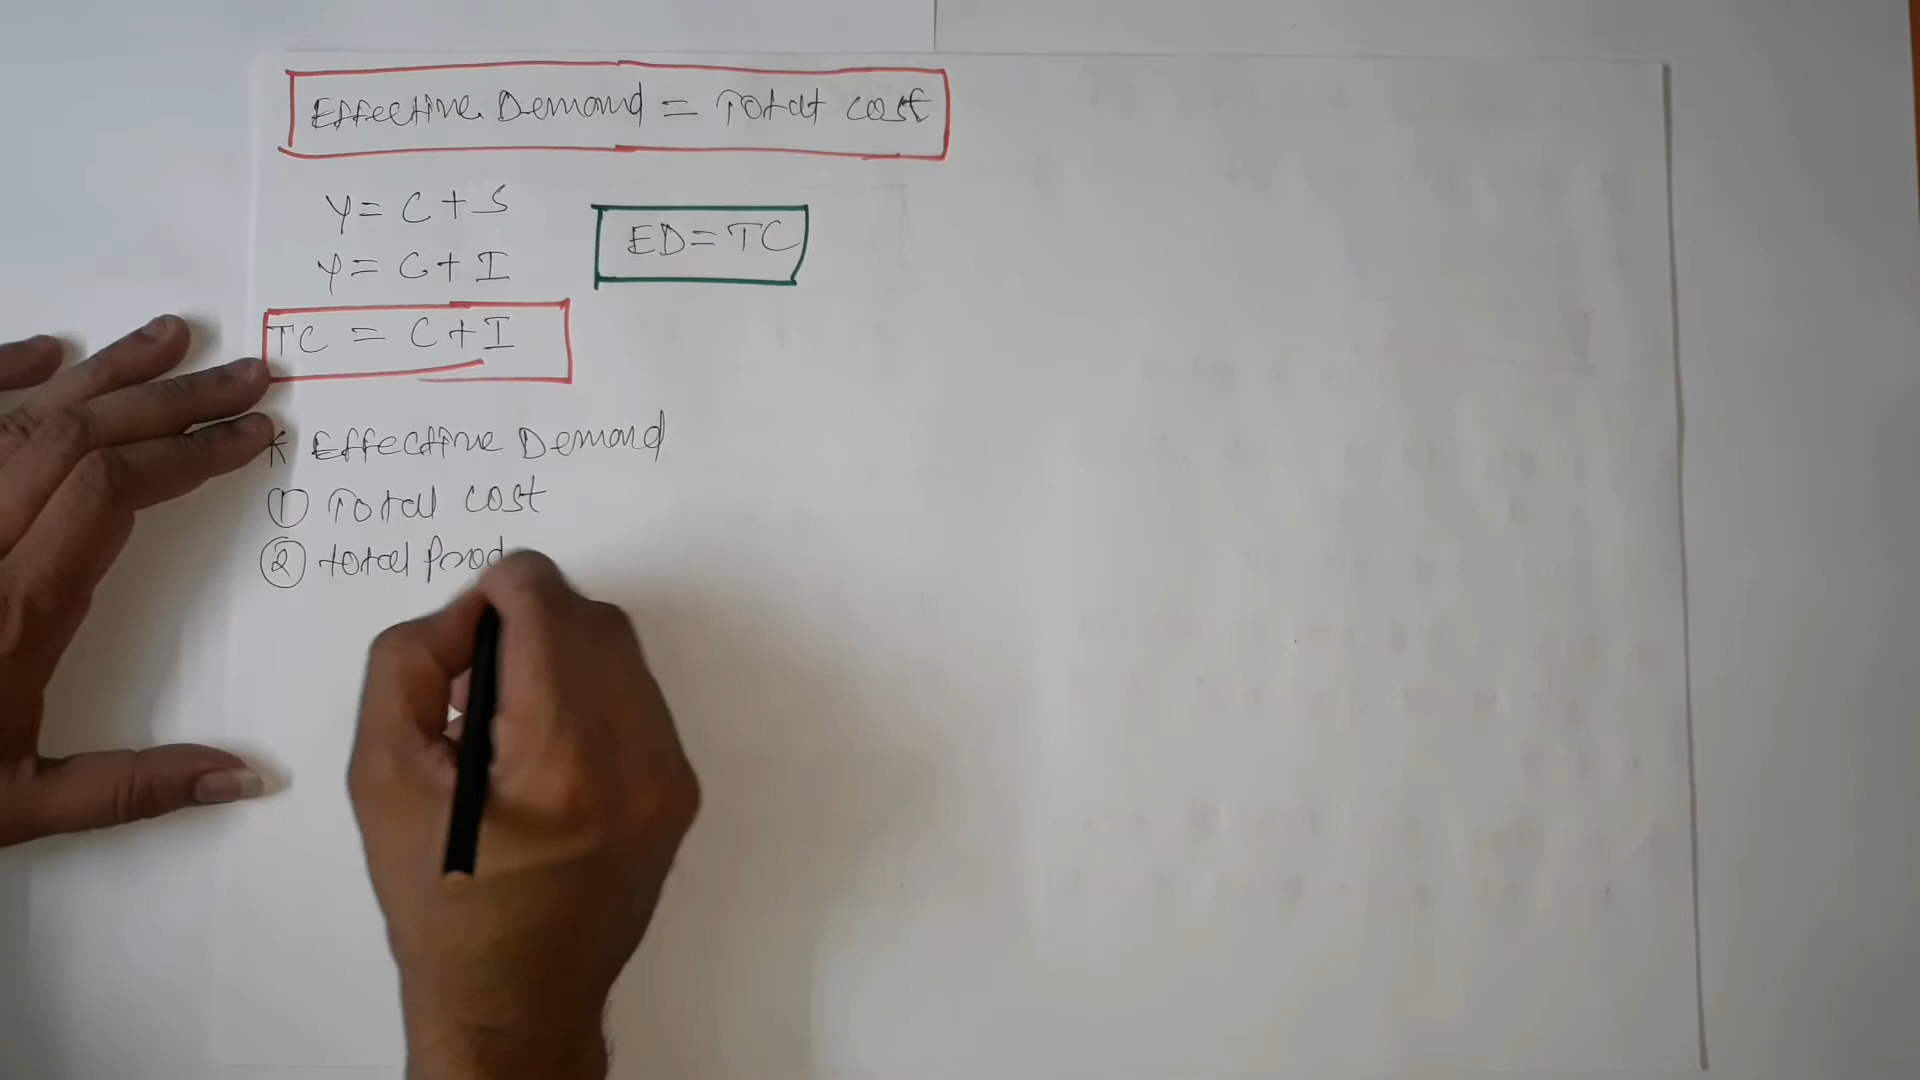 Effective Demand = Total cost
Y = C + S
ED = TC
Y = C + I
TC = C + I
* Effective Demand
① Total cost
② total Prod